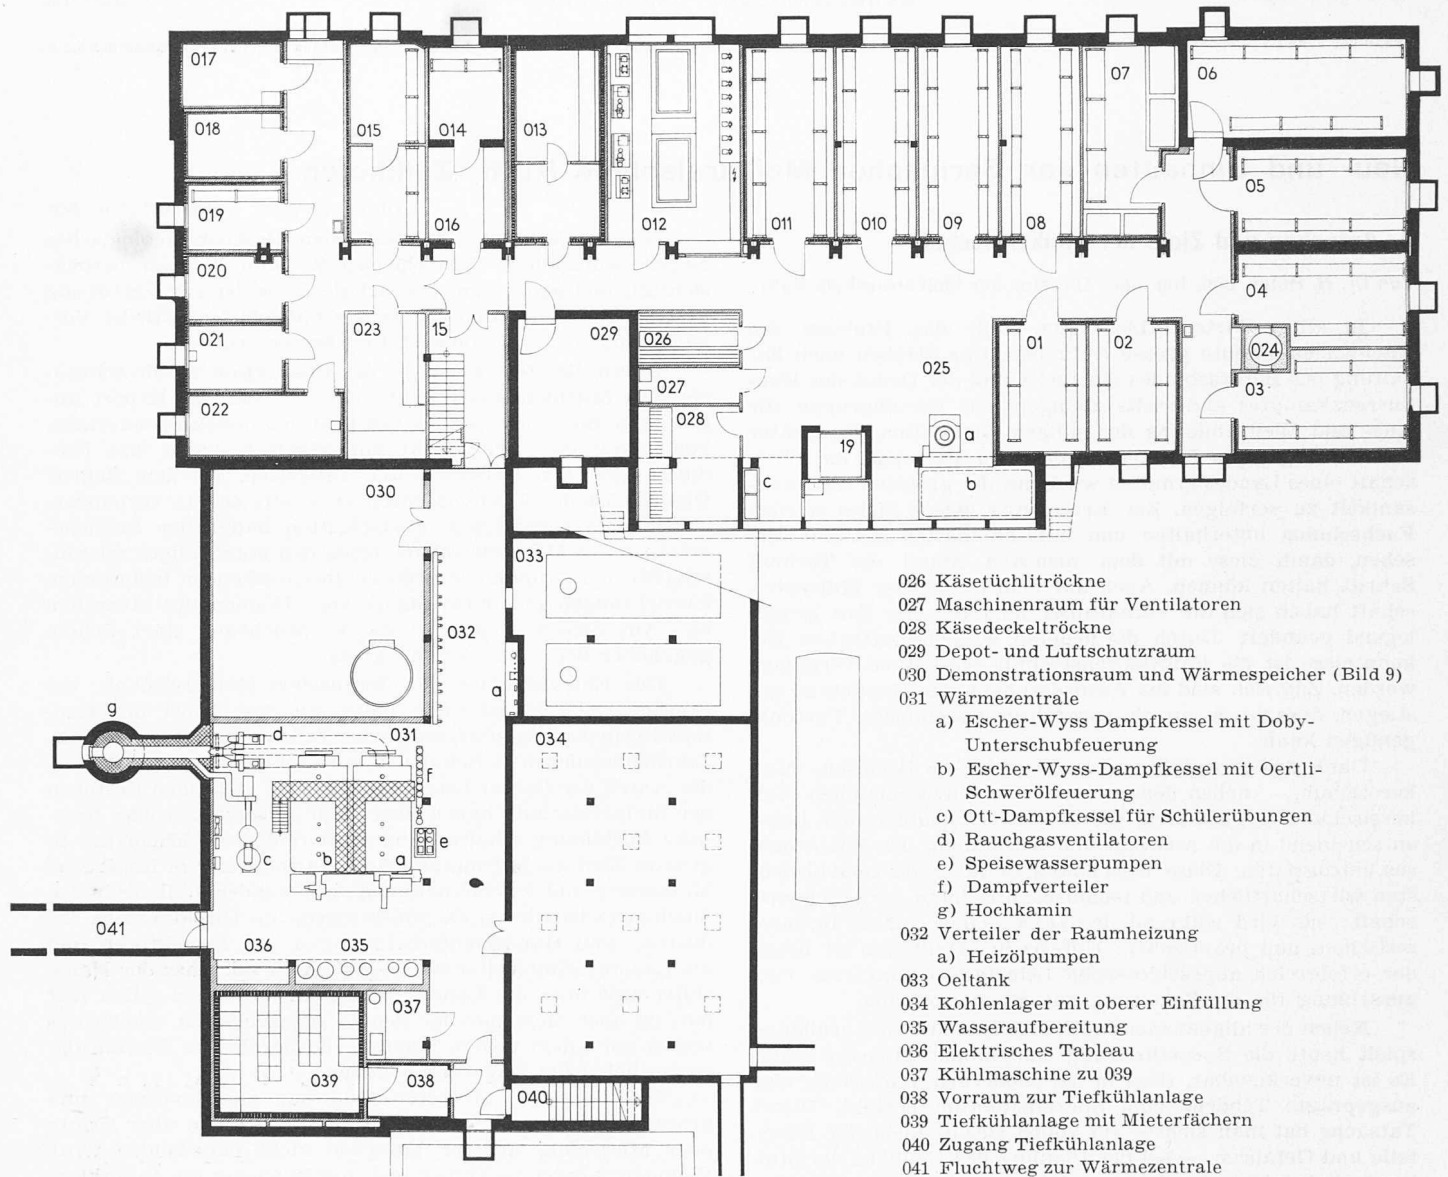 017
018
019
020
021
022
015
014
016
013
012
011
010
09
08
07
06
05
04
03
024
02
01
025
023
15
029
026
027
028
19
a
b
c
030
033
032
a
g
d
031
034
f
e
c
b
a
041
036
035
037
039
038
040
026 Käsetüchlitröckne
027 Maschinenraum für Ventilatoren
028 Käsedeckeltröckne
029 Depot- und Luftschutzraum
030 Demonstrationsraum und Wärmespeicher (Bild 9)
031 Wärmezentrale
a) Escher-Wyss Dampfkessel mit Doby-
Unterschubfeuerung
b) Escher-Wyss-Dampfkessel mit Oertli-
Schwerölfeuerung
c) Ott-Dampfkessel für Schülerübungen
d) Rauchgasventilatoren
e) Speisewasserpumpen
f) Dampfverteiler
g) Hochkamin
032 Verteiler der Raumheizung
a) Heizölpumpen
033 Oeltank
034 Kohlenlager mit oberer Einfüllung
035 Wasseraufbereitung
036 Elektrisches Tableau
037 Kühlmaschine zu 039
038 Vorraum zur Tiefkühlanlage
039 Tiefkühlanlage mit Mieterfächern
040 Zugang Tiefkühlanlage
041 Fluchtweg zur Wärmezentrale